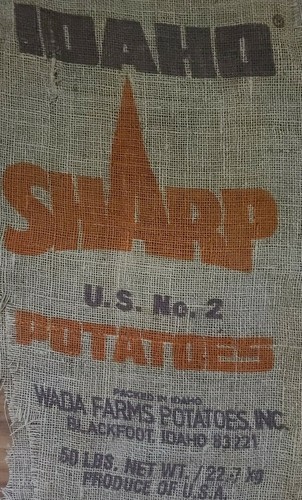 IDAHO®
SHARP
U.S. No. 2
POTATOES
PACKED IN IDAHO
WADA FARMS POTATOES, INC.
BLACKFOOT, IDAHO 83221
50 LBS. NET WT. / 22.7 kg
PRODUCE OF U.S.A.